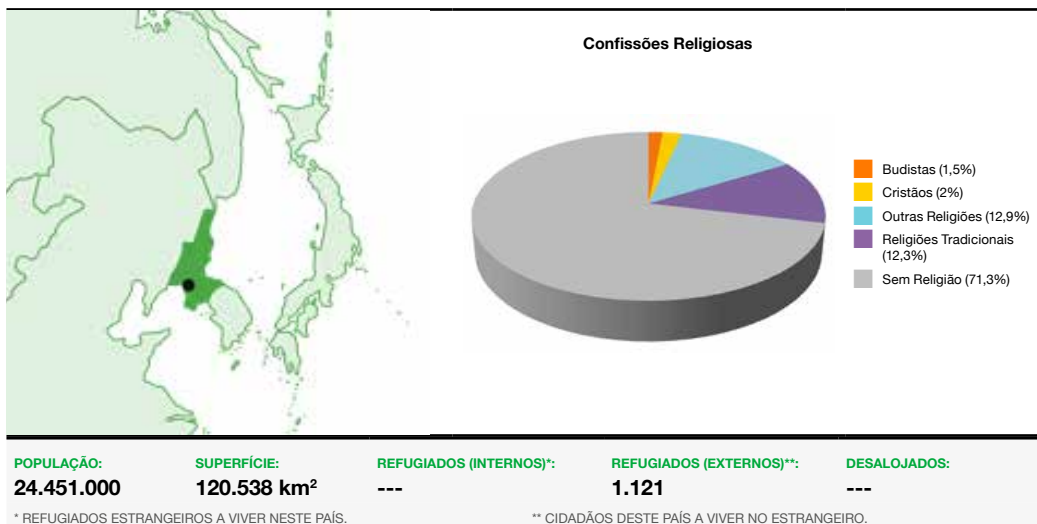 Confissões Religiosas
Budistas (1,5%)
Cristãos (2%)
Outras Religiões (12,9%)
Religiões Tradicionais
(12,3%)
Sem Religião (71,3%)
POPULAÇÃO:
24.451.000
SUPERFÍCIE:
120.538 km²
REFUGIADOS (INTERNOS)*:
---
REFUGIADOS (EXTERNOS)**:
1.121
DESALOJADOS:
---
* REFUGIADOS ESTRANGEIROS A VIVER NESTE PAÍS.
** CIDADÃOS DESTE PAÍS A VIVER NO ESTRANGEIRO.